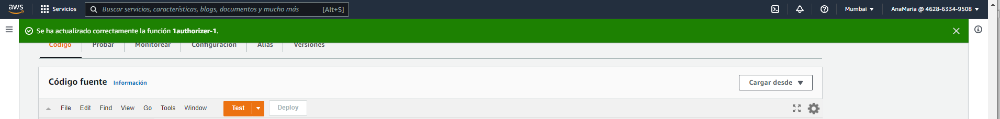 aws Servicios Buscar servicios, características, blogs, documentos y mucho más [Alt+S] Mumbai AnaMaria @ 4628-6334-9508
Se ha actualizado correctamente la función 1authorizer-1.
Código Probar Monitorear Configuración Alias Versiones
Código fuente Información Cargar desde
File Edit Find View Go Tools Window Test Deploy